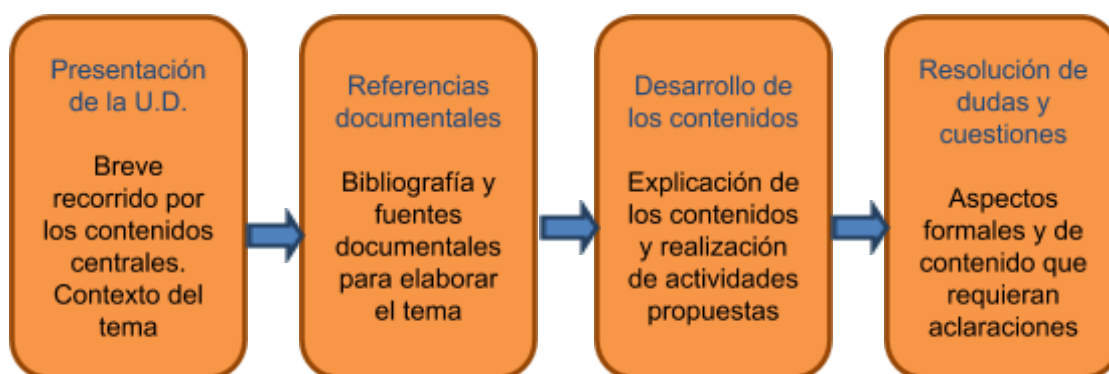 Presentación
de la U.D.
Breve
recorrido por
los contenidos
centrales.
Contexto del
tema
Referencias
documentales
Bibliografía y
fuentes
documentales
para elaborar
el tema
Desarrollo de
los contenidos
Explicación de
los contenidos
y realización
de actividades
propuestas
Resolución de
dudas y
cuestiones
Aspectos
formales y de
contenido que
requieran
aclaraciones